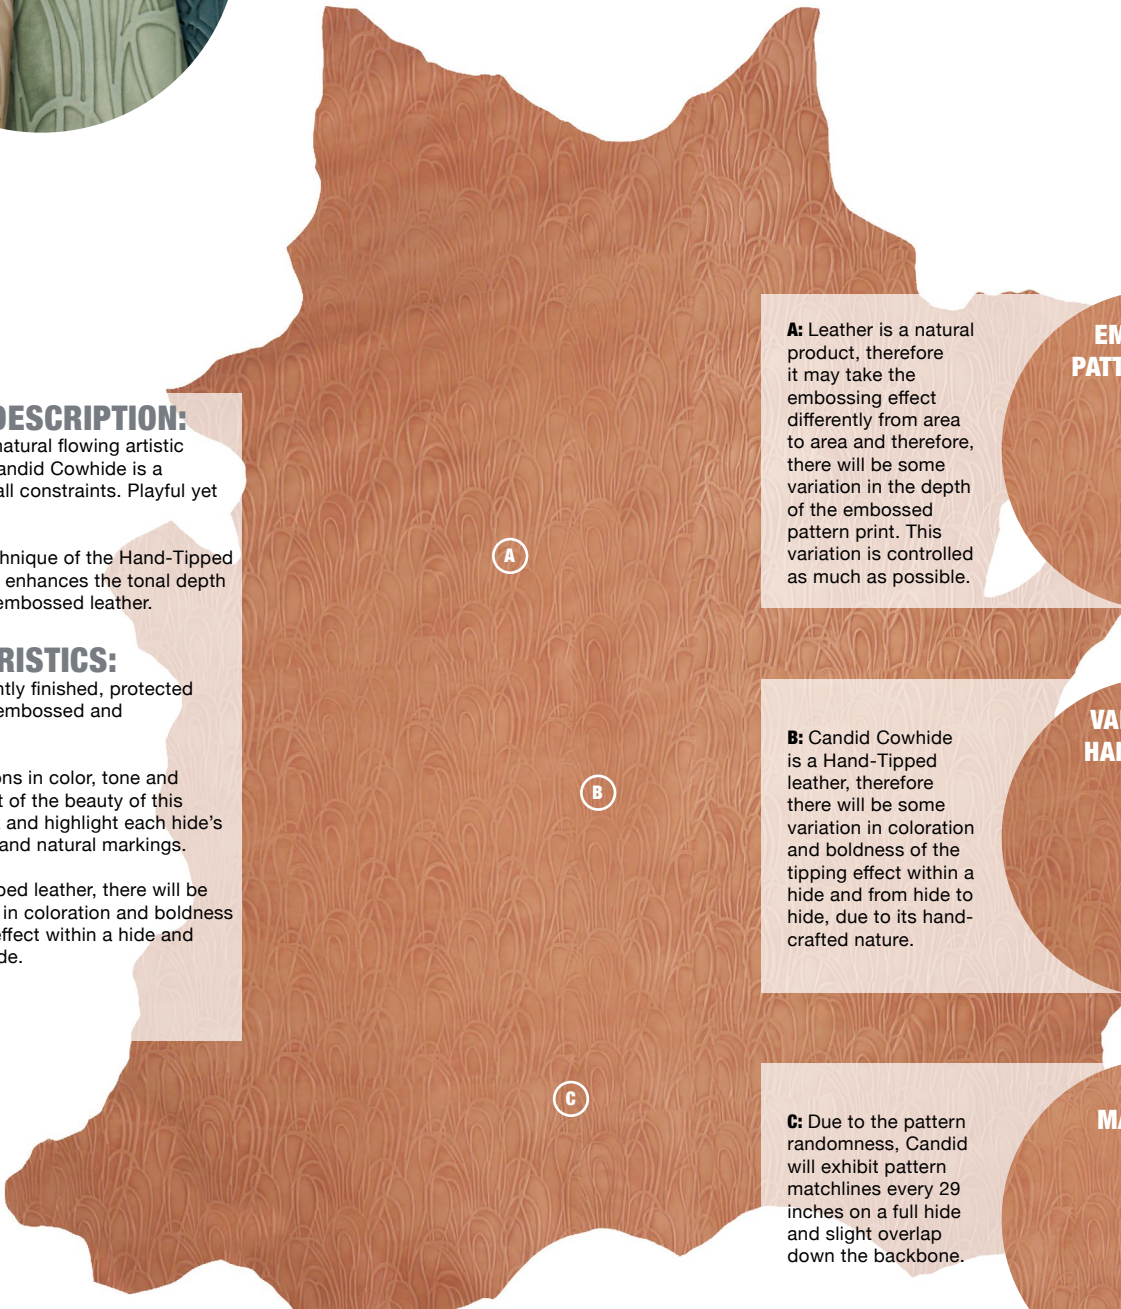 DESCRIPTION:
natural flowing artistic
andid Cowhide is a
all constraints. Playful yet
hnique of the Hand-Tipped
enhances the tonal depth
embossed leather.
RISTICS:
ntly finished, protected
embossed and
ons in color, tone and
t of the beauty of this
and highlight each hide's
and natural markings.
ped leather, there will be
in coloration and boldness
effect within a hide and
de.
A
B
C
A: Leather is a natural
product, therefore
it may take the
embossing effect
differently from area
to area and therefore,
there will be some
variation in the depth
of the embossed
pattern print. This
variation is controlled
as much as possible.
EM
PATT
B: Candid Cowhide
is a Hand-Tipped
leather, therefore
there will be some
variation in coloration
and boldness of the
tipping effect within a
hide and from hide to
hide, due to its hand-
crafted nature.
VA
HA
C: Due to the pattern
randomness, Candid
will exhibit pattern
matchlines every 29
inches on a full hide
and slight overlap
down the backbone.
MA